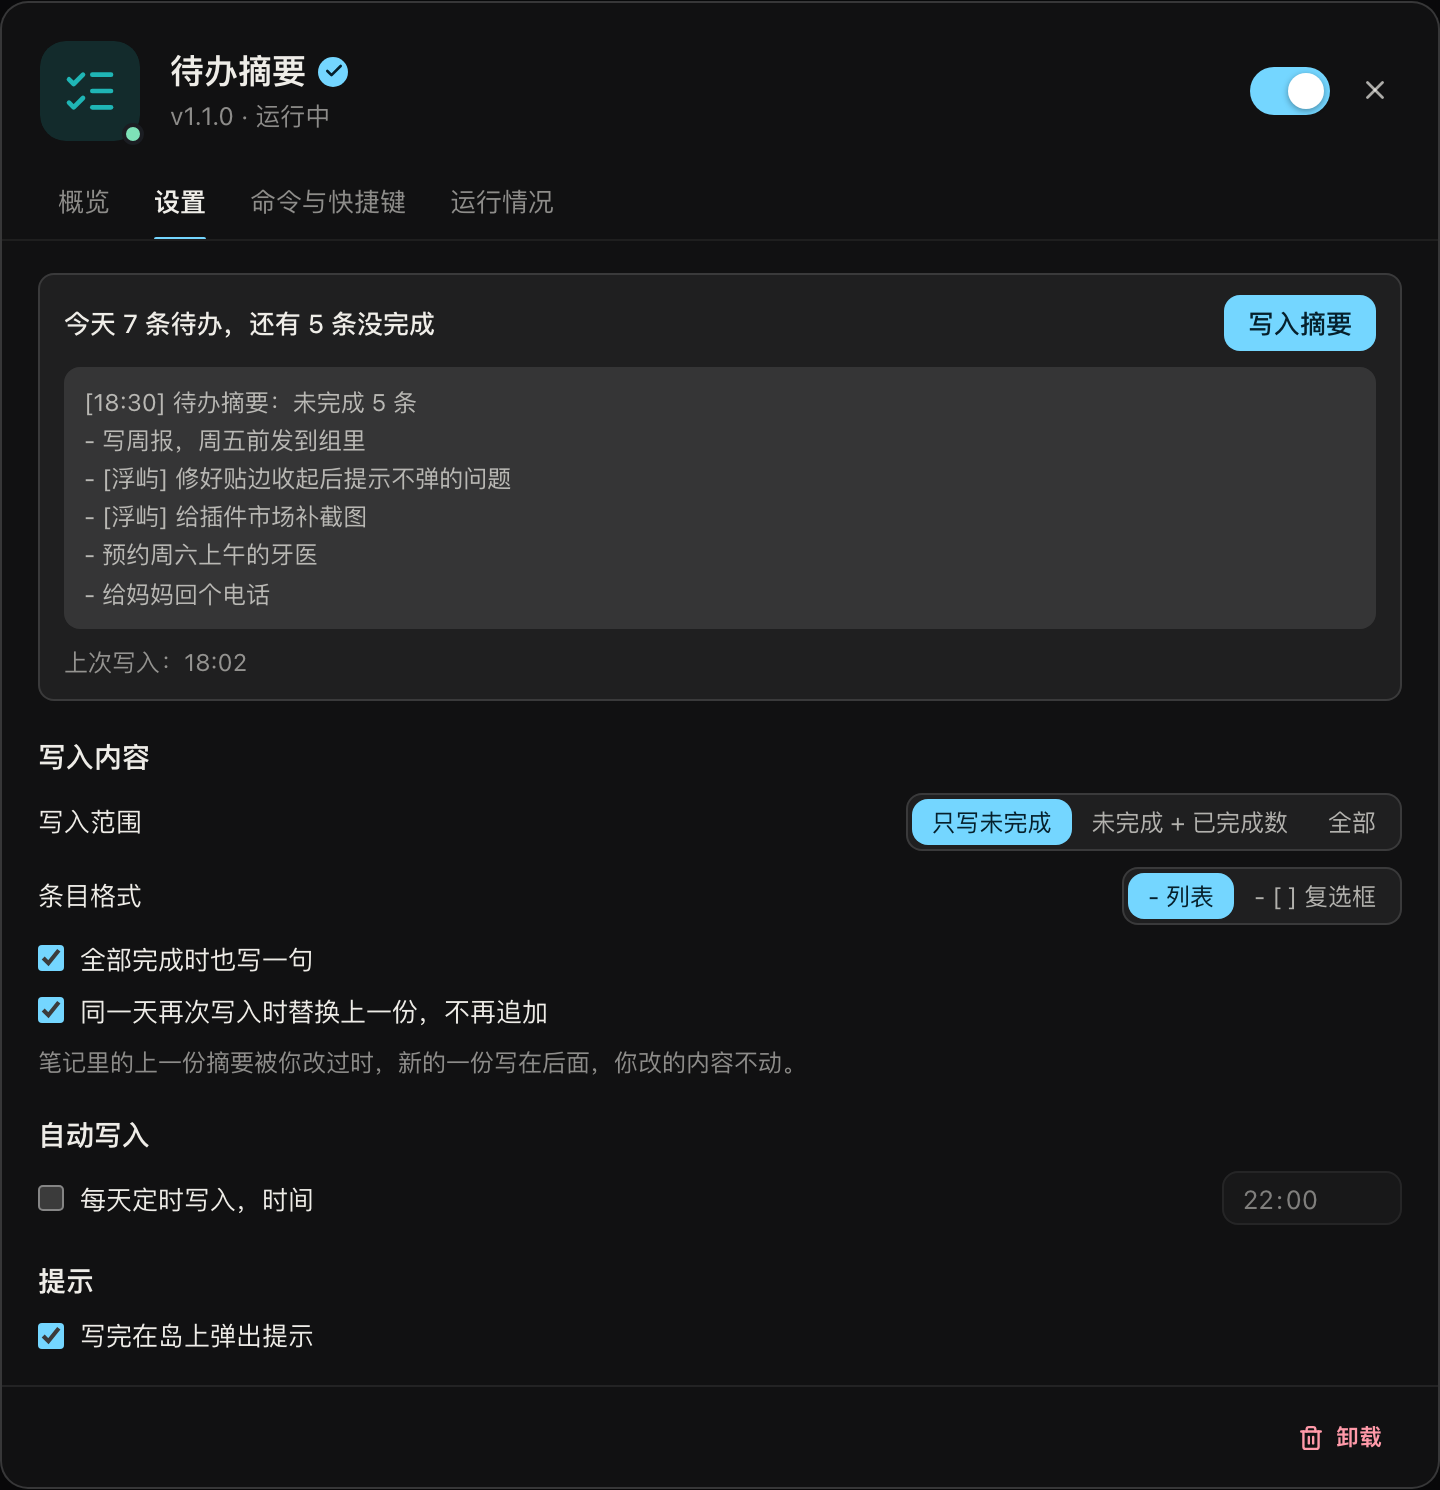 待办摘要
v1.1.0 · 运行中
概览 设置 命令与快捷键 运行情况
今天 7 条待办，还有 5 条没完成 写入摘要
[18:30] 待办摘要：未完成 5 条
- 写周报，周五前发到组里
- [浮屿] 修好贴边收起后提示不弹的问题
- [浮屿] 给插件市场补截图
- 预约周六上午的牙医
- 给妈妈回个电话
上次写入：18:02
写入内容
写入范围 只写未完成 未完成 + 已完成数 全部
条目格式 - 列表 - [ ] 复选框
全部完成时也写一句
同一天再次写入时替换上一份，不再追加
笔记里的上一份摘要被你改过时，新的一份写在后面，你改的内容不动。
自动写入
每天定时写入，时间 22:00
提示
写完在岛上弹出提示
卸载